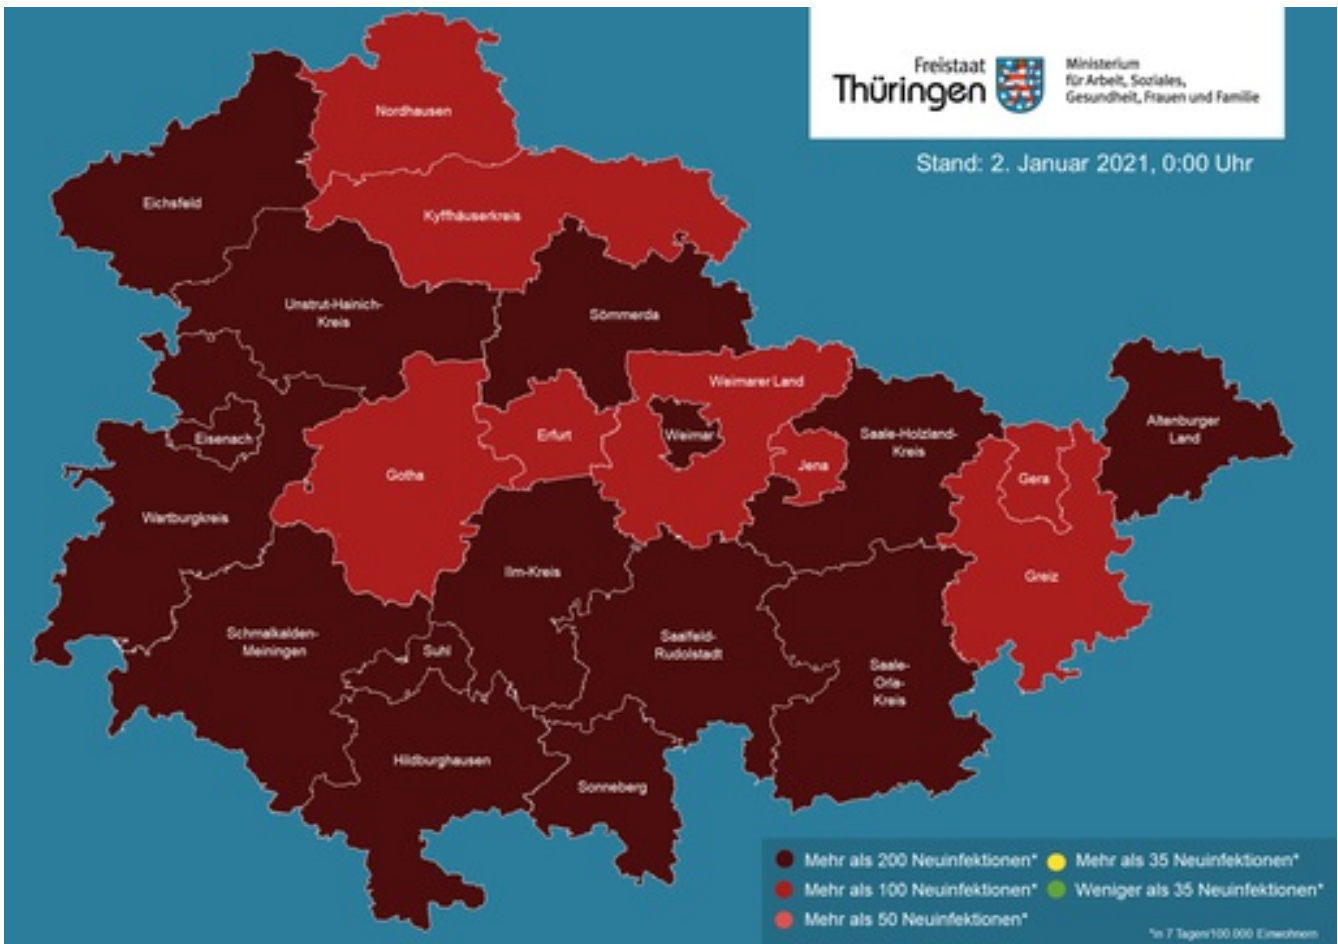 Freistaat
Thüringen
Ministerium
für Arbeit, Soziales,
Gesundheit, Frauen und Familie
Stand: 2. Januar 2021, 0:00 Uhr
Nordhausen
Eichsfeld
Kyffhäuserkreis
Unstrut-Hainich-
Kreis
Sömmerda
Weimarer Land
Altenburger
Land
Eisenach
Erfurt
Weimar
Saale-Holzland-
Kreis
Gotha
Jena
Gera
Wartburgkreis
Ilm-Kreis
Greiz
Schmalkalden-
Meiningen
Suhl
Saalfeld-
Rudolstadt
Saale-
Orla-
Kreis
Hildburghausen
Sonneberg
Mehr als 200 Neuinfektionen*
Mehr als 100 Neuinfektionen*
Mehr als 50 Neuinfektionen*
Mehr als 35 Neuinfektionen*
Weniger als 35 Neuinfektionen*
*in 7 Tagen/100.000 Einwohnern